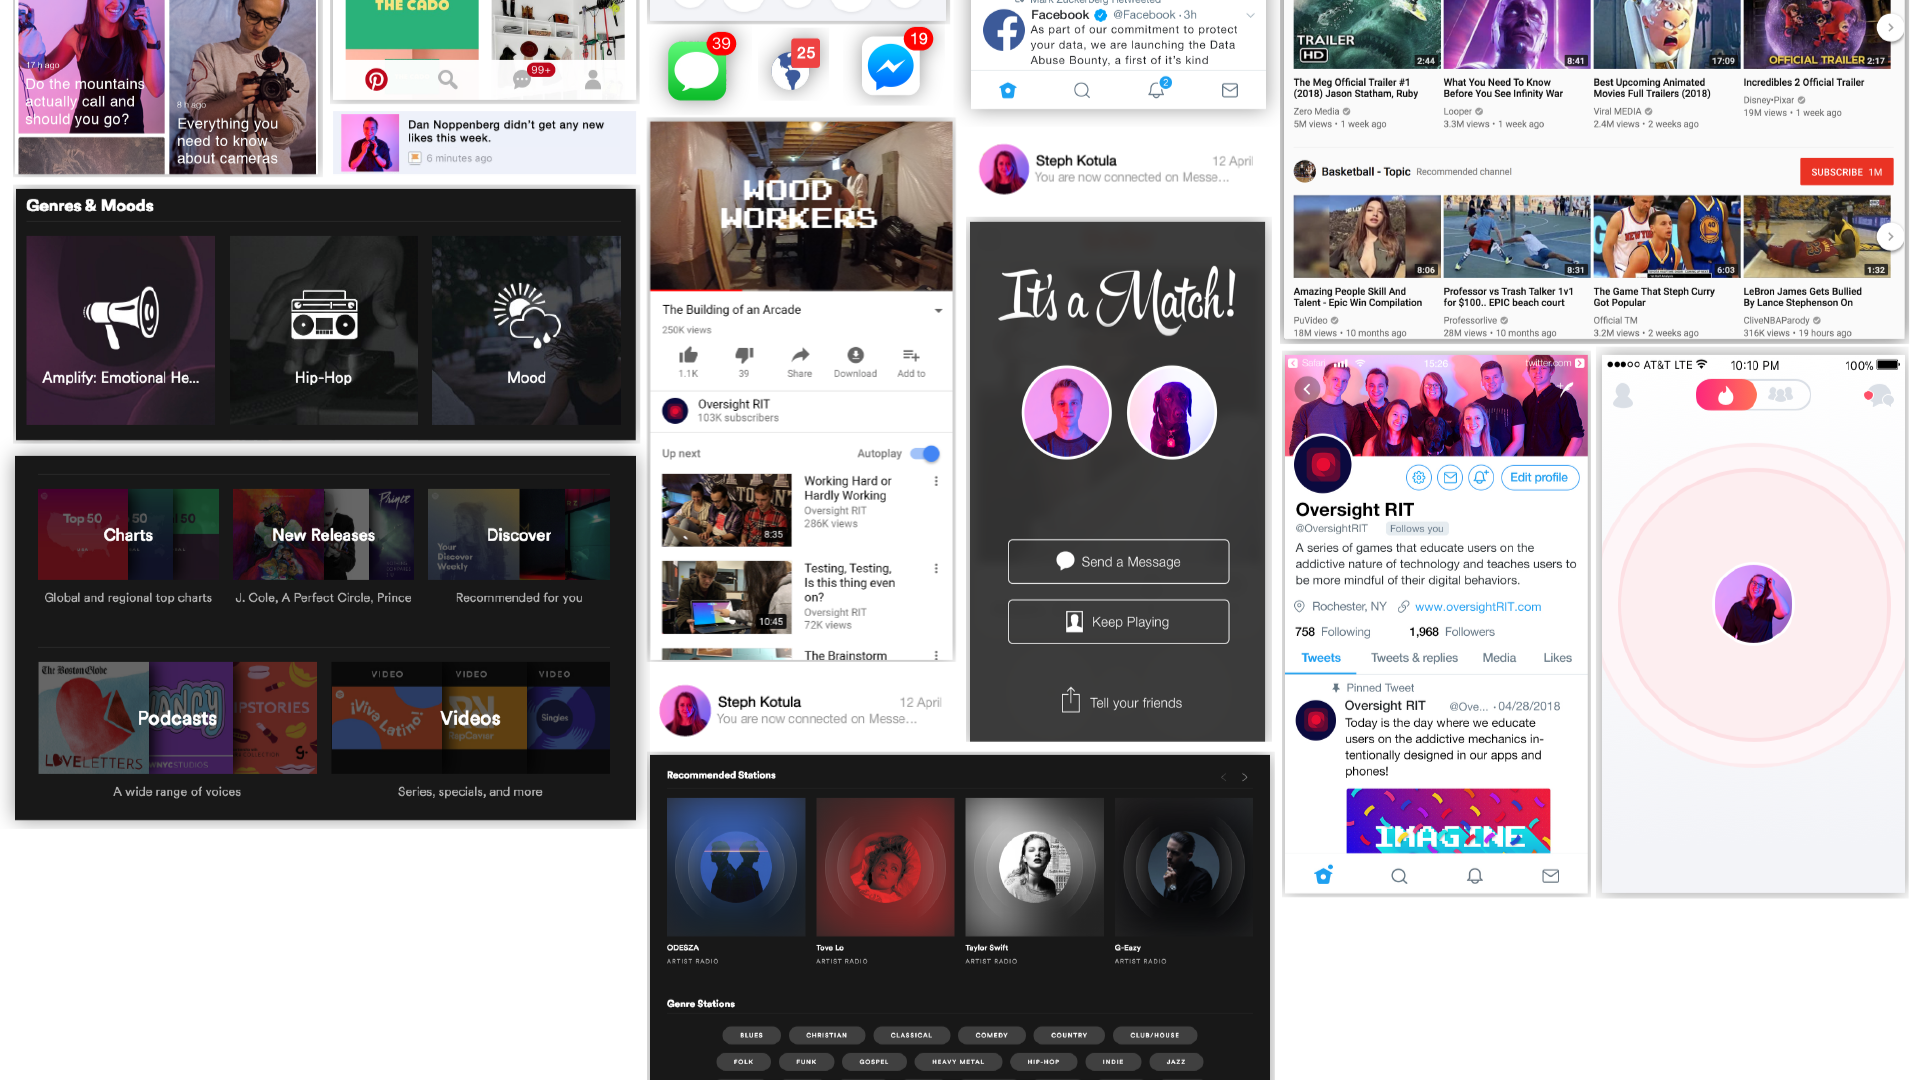 17 h ago
Do the mountains
actually call and
should you go?
8 h ago
Everything you
need to know
about cameras
THE CADO
99+
Dan Noppenberg didn't get any new
likes this week.
6 minutes ago
Genres & Moods
Amplify: Emotional He...
Hip-Hop
Mood
Top 50
50
50
Charts
Global and regional top charts
Prince
New Releases
J. Cole, A Perfect Circle, Prince
Your
Discover
Weekly
Discover
Recommended for you
The Boston Globe
LOVELETTERS
WNYCSTUDIOS
Podcasts
A wide range of voices
VIDEO
VIDEO
VIDEO
¡Viva Latino!
Singles
Videos
Series, specials, and more
39
25
19
WOOD
WORKERS
The Building of an Arcade
250K views
1.1K
39
Share
Download
Add to
Oversight RIT
103K subscribers
Up next
Autoplay
8:35
Working Hard or
Hardly Working
Oversight RIT
286K views
10:45
Testing, Testing,
Is this thing even
on?
Oversight RIT
72K views
The Brainstorm
Steph Kotula
12 April
You are now connected on Messe...
Mark Zuckerberg Retweeted
Facebook @Facebook · 3h
As part of our commitment to protect
your data, we are launching the Data
Abuse Bounty, a first of it's kind
2
Steph Kotula
12 April
You are now connected on Messe...
It's a Match!
Send a Message
Keep Playing
Tell your friends
Recommended Stations
ODESZA
ARTIST RADIO
Tove Lo
ARTIST RADIO
Taylor Swift
ARTIST RADIO
G-Eazy
ARTIST RADIO
Genre Stations
BLUES
CHRISTIAN
CLASSICAL
COMEDY
COUNTRY
CLUB/HOUSE
FOLK
FUNK
GOSPEL
HEAVY METAL
HIP-HOP
INDIE
JAZZ
TRAILER
HD
2:44
The Meg Official Trailer #1
(2018) Jason Statham, Ruby
Zero Media
5M views • 1 week ago
8:41
What You Need To Know
Before You See Infinity War
Looper
3.3M views • 1 week ago
17:09
Best Upcoming Animated
Movies Full Trailers (2018)
Viral MEDIA
2.4M views • 2 weeks ago
OFFICIAL TRAILER
2:17
Incredibles 2 Official Trailer
Disney•Pixar
19M views • 1 week ago
Basketball - Topic
Recommended channel
SUBSCRIBE 1M
8:06
Amazing People Skill And
Talent - Epic Win Compilation
PuVideo
18M views • 10 months ago
8:31
Professor vs Trash Talker 1v1
for $100.. EPIC beach court
Professorlive
28M views • 10 months ago
6:03
The Game That Steph Curry
Got Popular
Official TM
3.2M views • 2 weeks ago
1:32
LeBron James Gets Bullied
By Lance Stephenson On
CliveNBAParody
316K views • 19 hours ago
Safari
15:26
twitter.com
Edit profile
Oversight RIT
@OversightRIT
Follows you
A series of games that educate users on the
addictive nature of technology and teaches users to
be more mindful of their digital behaviors.
Rochester, NY
www.oversightRIT.com
758 Following
1,968 Followers
Tweets
Tweets & replies
Media
Likes
Pinned Tweet
Oversight RIT @Ove... · 04/28/2018
Today is the day where we educate
users on the addictive mechanics in-
tentionally designed in our apps and
phones!
IMAGINE
AT&T LTE
10:10 PM
100%